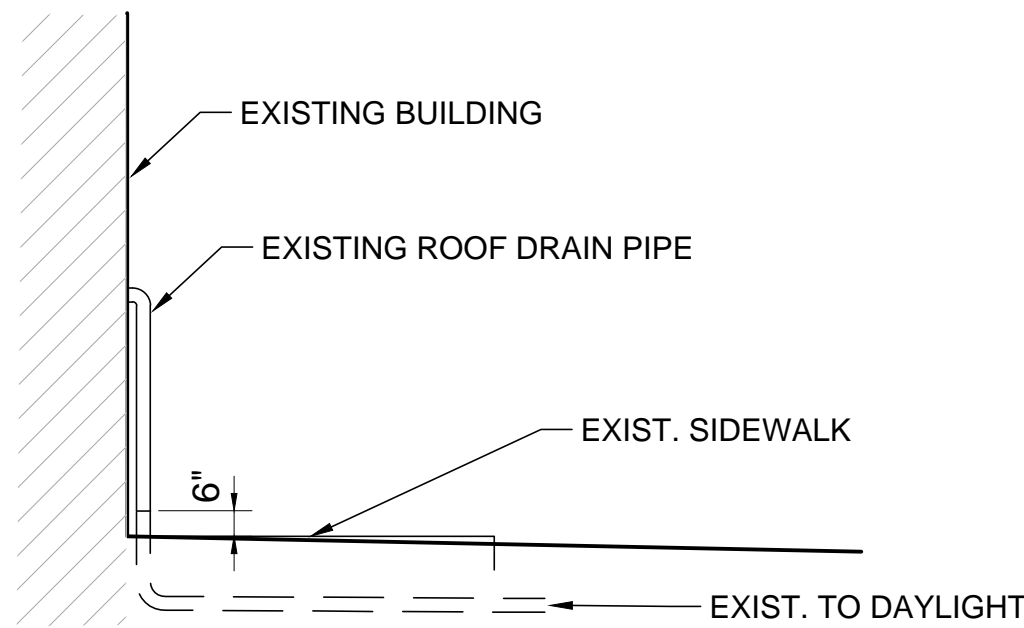 EXISTING BUILDING
EXISTING ROOF DRAIN PIPE
EXIST. SIDEWALK
6"
EXIST. TO DAYLIGHT